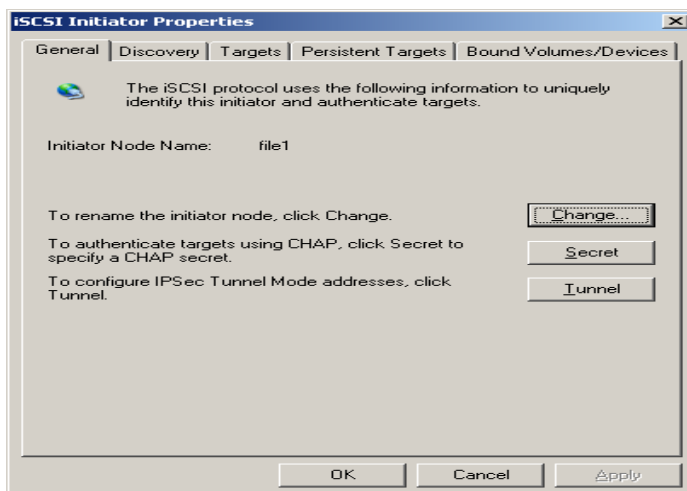 iSCSI Initiator Properties
General
Discovery
Targets
Persistent Targets
Bound Volumes/Devices
The iSCSI protocol uses the following information to uniquely
identify this initiator and authenticate targets.
Initiator Node Name: file1
To rename the initiator node, click Change.
Change...
To authenticate targets using CHAP, click Secret to
specify a CHAP secret.
Secret
To configure IPSec Tunnel Mode addresses, click
Tunnel.
Tunnel
OK
Cancel
Apply